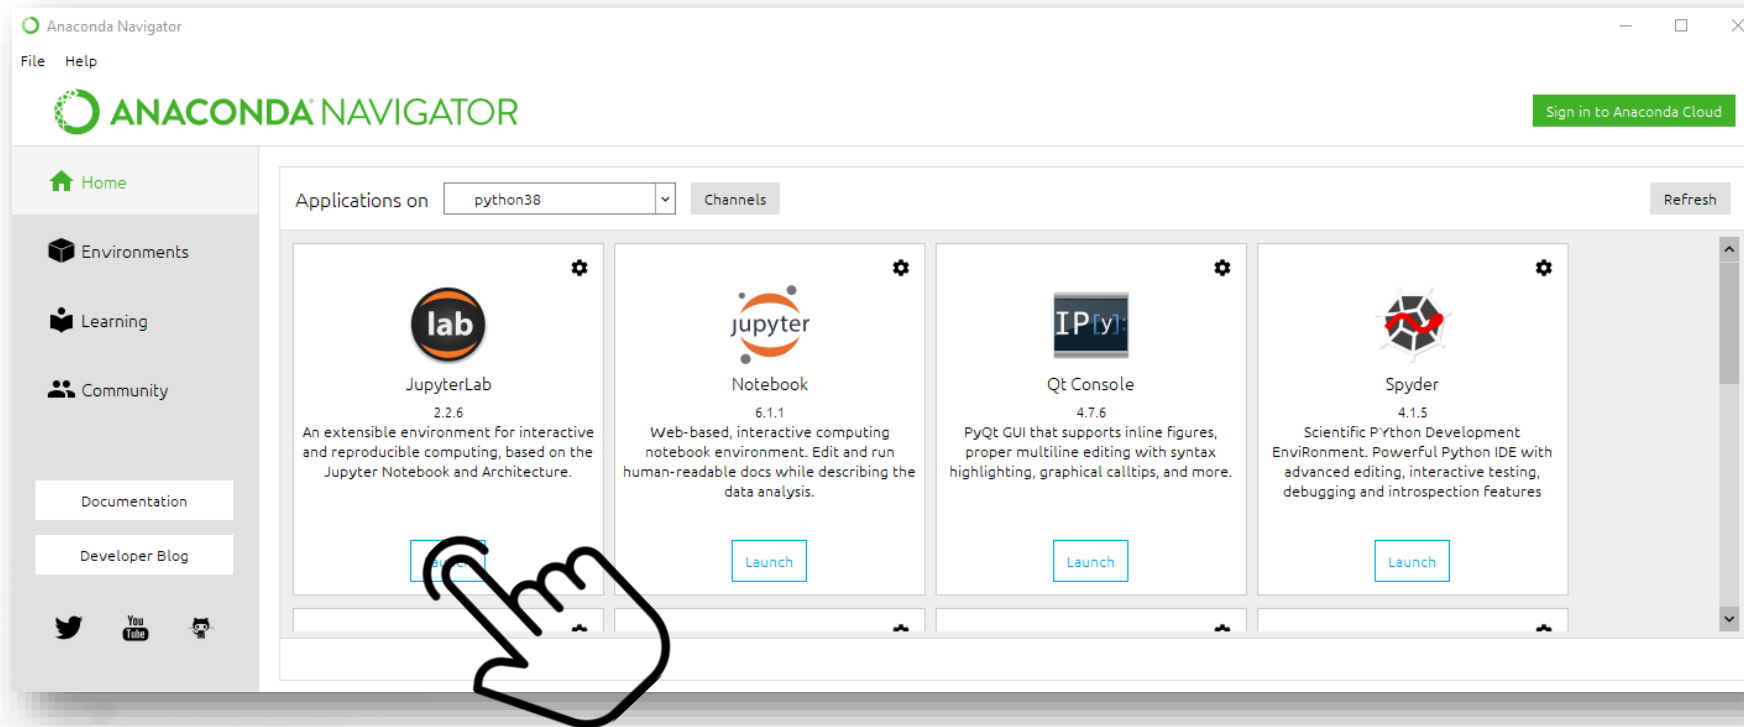 Anaconda Navigator
File Help
ANACONDA NAVIGATOR
Sign in to Anaconda Cloud
Home
Environments
Learning
Community
Documentation
Developer Blog
You
Tube
Applications on python38 Channels Refresh
lab
JupyterLab
2.2.6
An extensible environment for interactive
and reproducible computing, based on the
Jupyter Notebook and Architecture.
jupyter
Notebook
6.1.1
Web-based, interactive computing
notebook environment. Edit and run
human-readable docs while describing the
data analysis.
Launch
IP[y]:
Qt Console
4.7.6
PyQt GUI that supports inline figures,
proper multiline editing with syntax
highlighting, graphical calltips, and more.
Launch
Spyder
4.1.5
Scientific PYthon Development
EnviRonment. Powerful Python IDE with
advanced editing, interactive testing,
debugging and introspection features
Launch